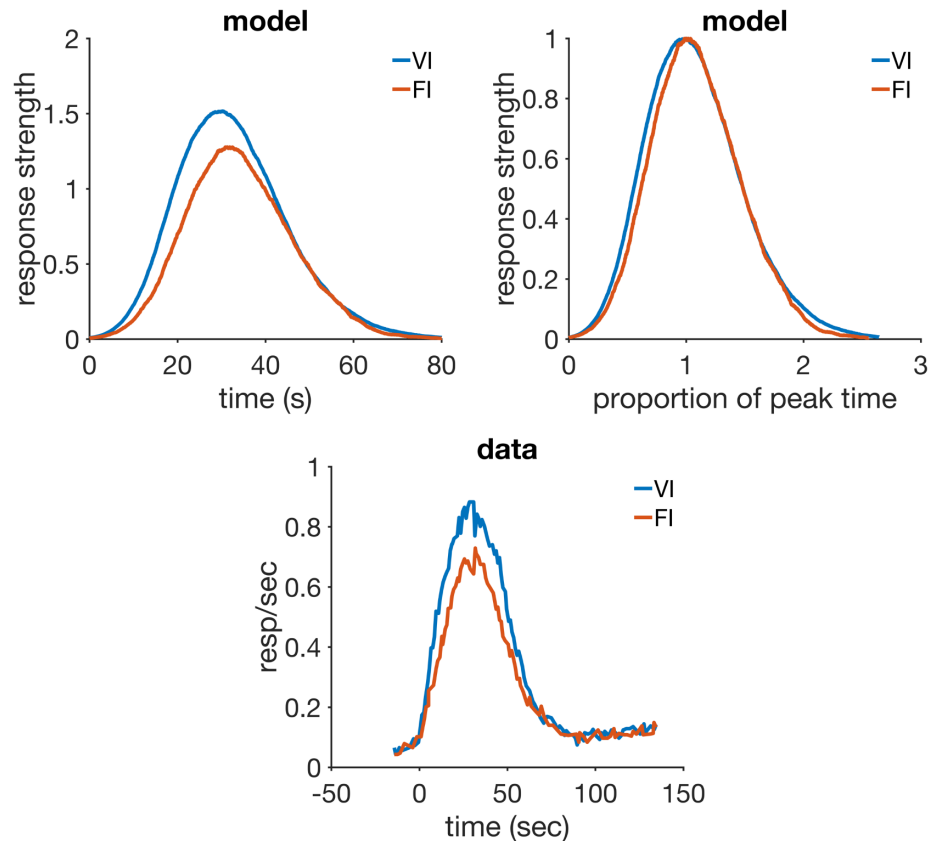 model
2
1.5
1
0.5
0
response strength
VI
FI
0 20 40 60 80
time (s)
model
1
0.8
0.6
0.4
0.2
0
response strength
VI
FI
0 1 2 3
proportion of peak time
data
1
0.8
0.6
0.4
0.2
0
resp/sec
VI
FI
-50 0 50 100 150
time (sec)